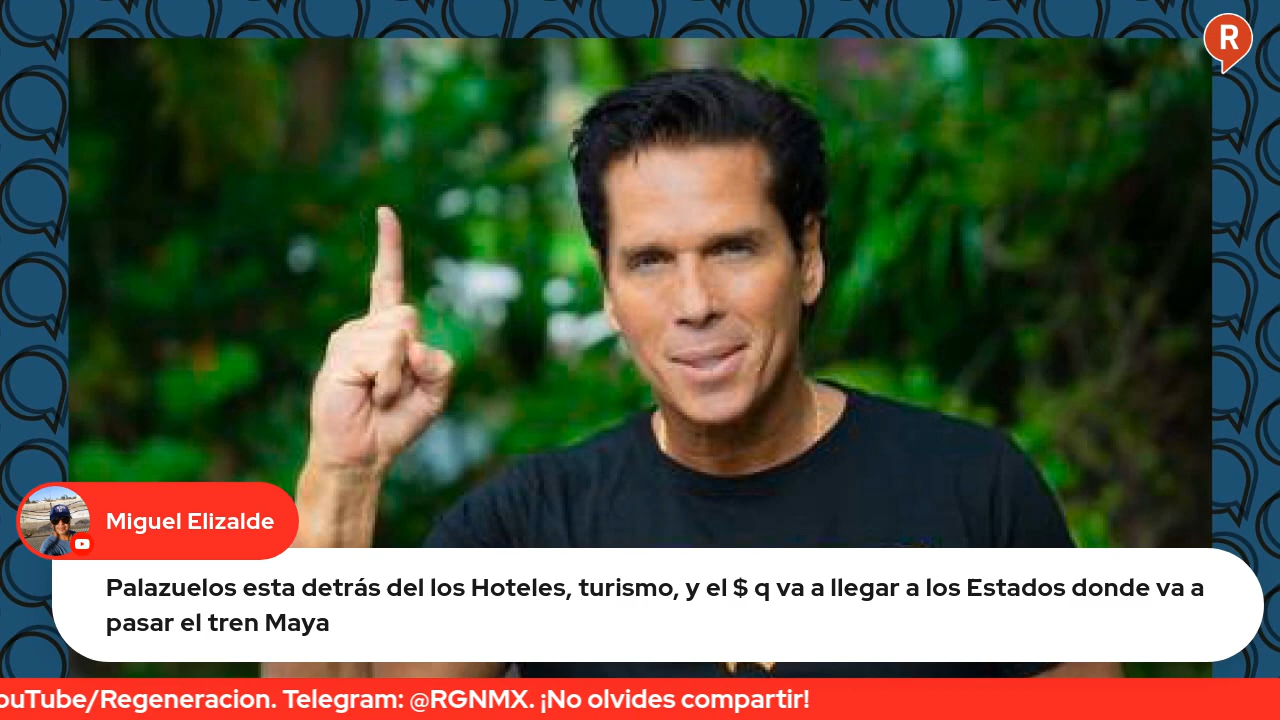 R
Miguel Elizalde
Palazuelos esta detrás del los Hoteles, turismo, y el $ q va a llegar a los Estados donde va a
pasar el tren Maya
ouTube/Regeneracion. Telegram: @RGNMX. ¡No olvides compartir!